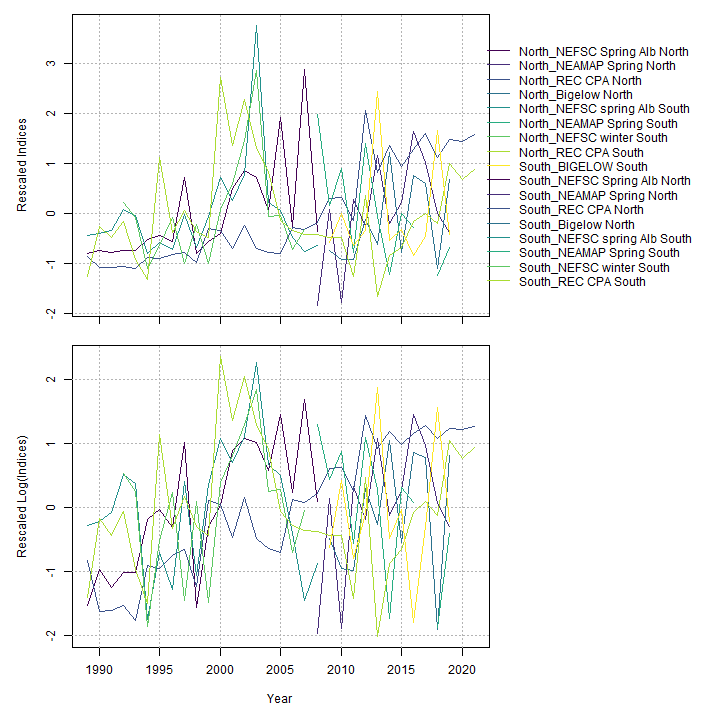 Rescaled Indices
3
2
1
0
-1
-2
North_NEFSC Spring Alb North
North_NEAMAP Spring North
North_REC CPA North
North_Bigelow North
North_NEFSC spring Alb South
North_NEAMAP Spring South
North_NEFSC winter South
North_REC CPA South
South_BIGELOW South
South_NEFSC Spring Alb North
South_NEAMAP Spring North
South_REC CPA North
South_Bigelow North
South_NEFSC spring Alb South
South_NEAMAP Spring South
South_NEFSC winter South
South_REC CPA South
Rescaled Log(Indices)
2
1
0
-1
-2
1990 1995 2000 2005 2010 2015 2020
Year